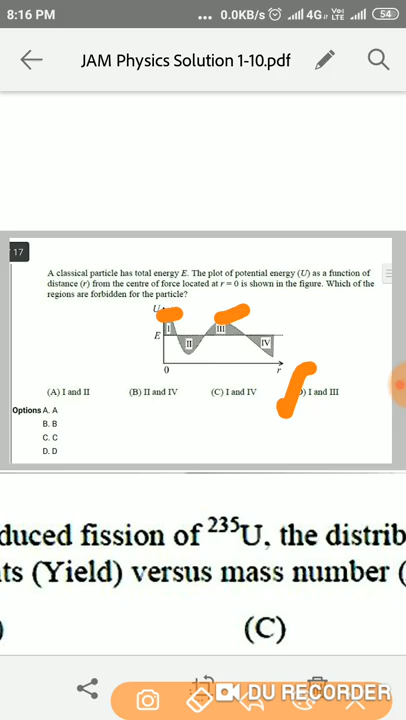 8:16 PM ... 0.0KB/s 4G VoLTE 54
JAM Physics Solution 1-10.pdf
17
A classical particle has total energy E. The plot of potential energy (U) as a function of
distance (r) from the centre of force located at r = 0 is shown in the figure. Which of the
regions are forbidden for the particle?
U
I
III
E
II
IV
0
r
(A) I and II (B) II and IV (C) I and IV (D) I and III
Options A. A
B. B
C. C
D. D
duced fission of ²³⁵U, the distrib
ts (Yield) versus mass number (
) (C)
DU RECORDER